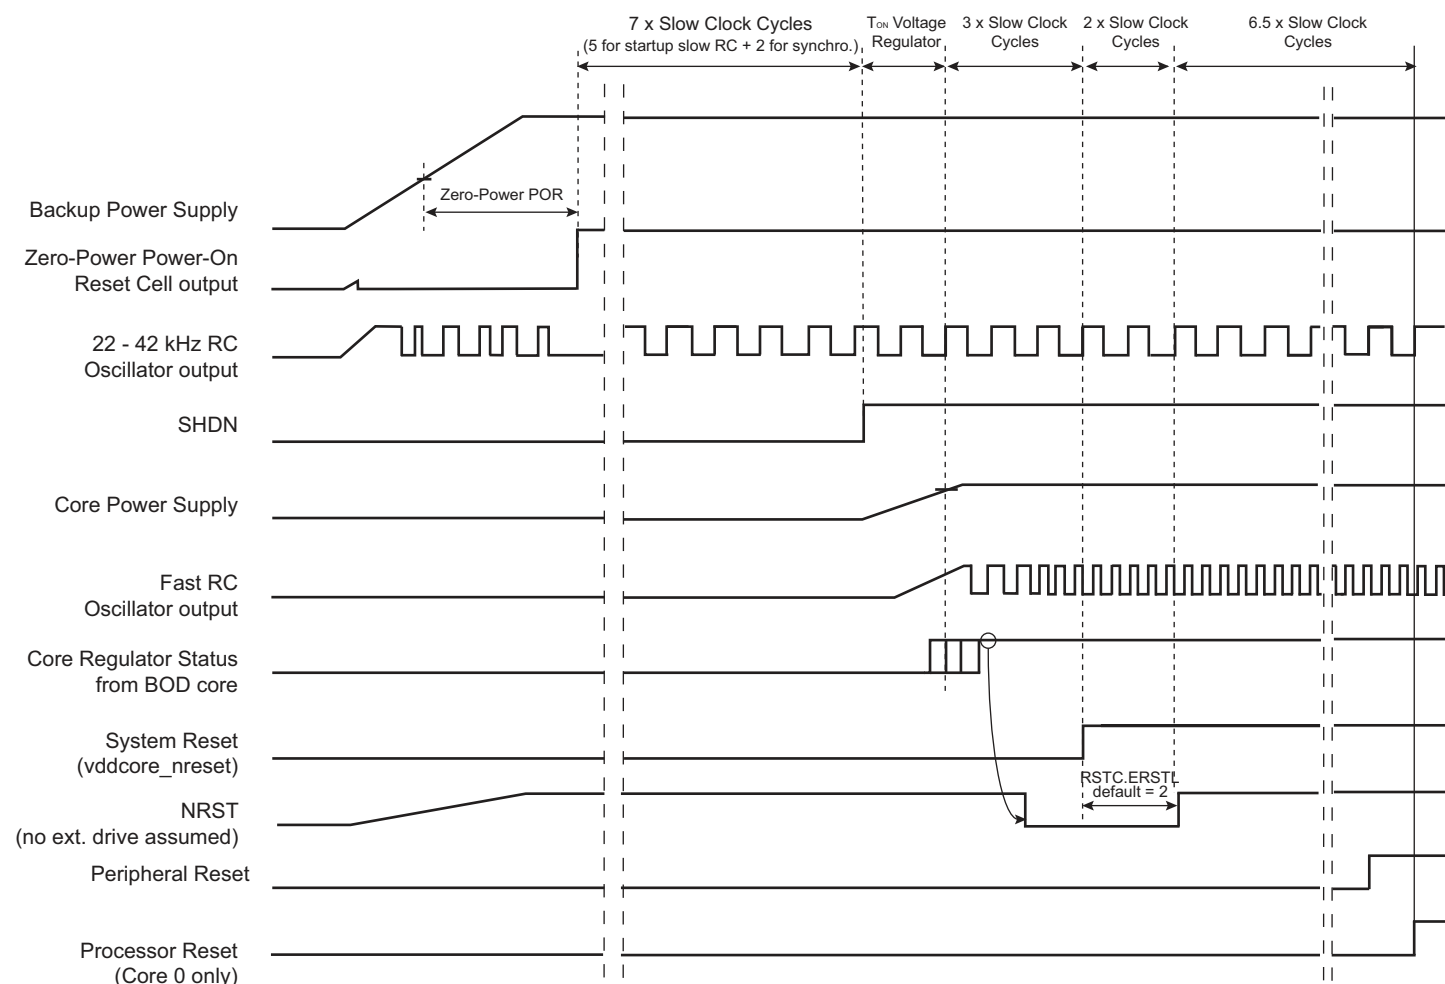 7 x Slow Clock Cycles
(5 for startup slow RC + 2 for synchro.)
TON Voltage
Regulator
3 x Slow Clock
Cycles
2 x Slow Clock
Cycles
6.5 x Slow Clock
Cycles
Zero-Power POR
Backup Power Supply
Zero-Power Power-On
Reset Cell output
22 - 42 kHz RC
Oscillator output
SHDN
Core Power Supply
Fast RC
Oscillator output
Core Regulator Status
from BOD core
System Reset
(vddcore_nreset)
RSTC.ERSTL
default = 2
NRST
(no ext. drive assumed)
Peripheral Reset
Processor Reset
(Core 0 only)